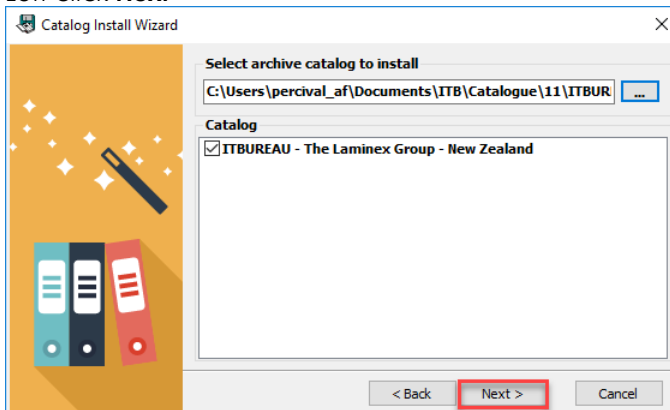 Catalog Install Wizard
Select archive catalog to install
C:\Users\percival_af\Documents\ITB\Catalogue\11\ITBUR
...
Catalog
ITBUREAU - The Laminex Group - New Zealand
< Back Next > Cancel